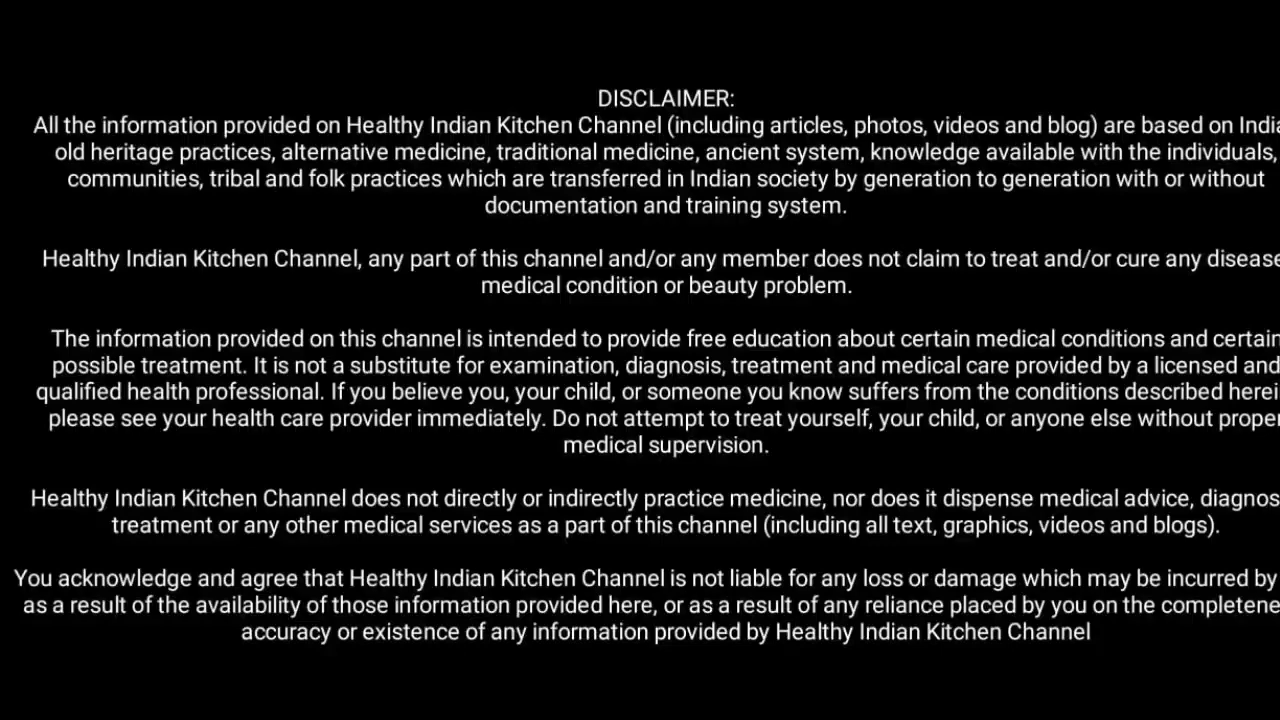 DISCLAIMER:
All the information provided on Healthy Indian Kitchen Channel (including articles, photos, videos and blog) are based on
old heritage practices, alternative medicine, traditional medicine, ancient system, knowledge available with the individuals,
communities, tribal and folk practices which are transferred in Indian society by generation to generation with or without
documentation and training system.
Healthy Indian Kitchen Channel, any part of this channel and/or any member does not claim to treat and/or cure any disease
medical condition or beauty problem.
The information provided on this channel is intended to provide free education about certain medical conditions and certain
possible treatment. It is not a substitute for examination, diagnosis, treatment and medical care provided by a licensed and
qualified health professional. If you believe you, your child, or someone you know suffers from the conditions described
please see your health care provider immediately. Do not attempt to treat yourself, your child, or anyone else without proper
medical supervision.
Healthy Indian Kitchen Channel does not directly or indirectly practice medicine, nor does it dispense medical advice,
treatment or any other medical services as a part of this channel (including all text, graphics, videos and blogs).
You acknowledge and agree that Healthy Indian Kitchen Channel is not liable for any loss or damage which may be incurred by
as a result of the availability of those information provided here, or as a result of any reliance placed by you on the
accuracy or existence of any information provided by Healthy Indian Kitchen Channel